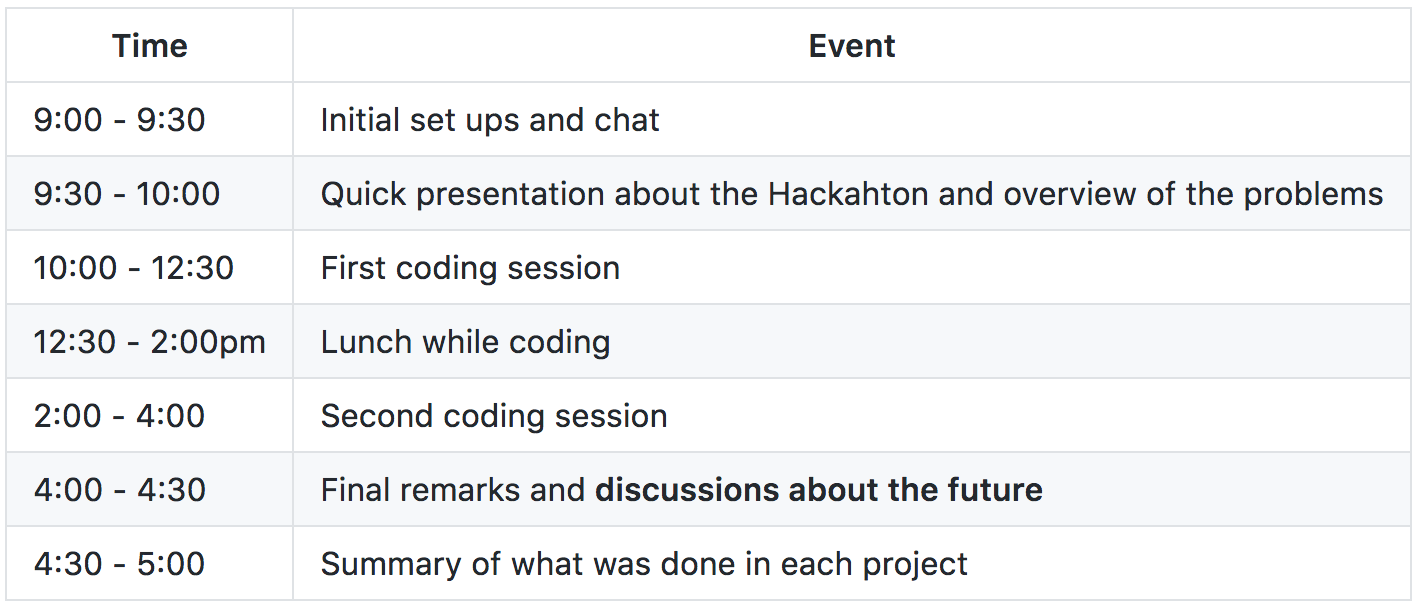 Time Event
9:00 - 9:30 Initial set ups and chat
9:30 - 10:00 Quick presentation about the Hackahton and overview of the problems
10:00 - 12:30 First coding session
12:30 - 2:00pm Lunch while coding
2:00 - 4:00 Second coding session
4:00 - 4:30 Final remarks and discussions about the future
4:30 - 5:00 Summary of what was done in each project